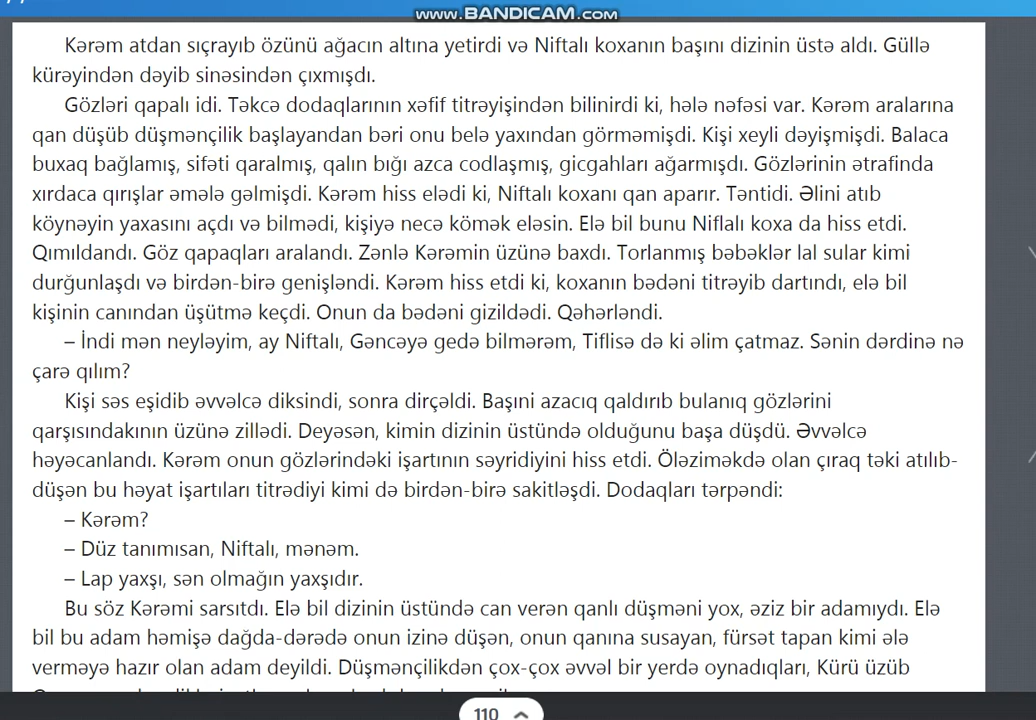 www.BANDICAM.com
Kərəm atdan sıçrayıb özünü ağacın altına yetirdi və Niftalı koxanın başını dizinin üstə aldı. Güllə
kürəyindən dəyib sinəsindən çıxmışdı.
Gözləri qapalı idi. Təkcə dodaqlarının xəfif titrəyişindən bilinirdi ki, hələ nəfəsi var. Kərəm aralarına
qan düşüb düşmənçilik başlayandan bəri onu belə yaxından görməmişdi. Kişi xeyli dəyişmişdi. Balaca
buxaq bağlamış, sifəti qaralmış, qalın bığı azca codlaşmış, gicgahları ağarmışdı. Gözlərinin ətrafinda
xırdaca qırışlar əmələ gəlmişdi. Kərəm hiss elədi ki, Niftalı koxanı qan aparır. Təntidi. Əlini atıb
köynəyin yaxasını açdı və bilmədi, kişiyə necə kömək eləsin. Elə bil bunu Niflalı koxa da hiss etdi.
Qımıldandı. Göz qapaqları aralandı. Zənlə Kərəmin üzünə baxdı. Torlanmış bəbəklər lal sular kimi
durğunlaşdı və birdən-birə genişləndi. Kərəm hiss etdi ki, koxanın bədəni titrəyib dartındı, elə bil
kişinin canından üşütmə keçdi. Onun da bədəni gizildədi. Qəhərləndi.
– İndi mən neyləyim, ay Niftalı, Gəncəyə gedə bilmərəm, Tiflisə də ki əlim çatmaz. Sənin dərdinə nə
çarə qılım?
Kişi səs eşidib əvvəlcə diksindi, sonra dirçəldi. Başıni azacıq qaldırıb bulanıq gözlərini
qarşısındakının üzünə zillədi. Deyəsən, kimin dizinin üstündə olduğunu başa düşdü. Əvvəlcə
həyəcanlandı. Kərəm onun gözlərindəki işartının səyridiyini hiss etdi. Öləziməkdə olan çıraq təki atılıb-
düşən bu həyat işartıları titrədiyi kimi də birdən-birə sakitləşdi. Dodaqları tərpəndi:
– Kərəm?
– Düz tanımısan, Niftalı, mənəm.
– Lap yaxşı, sən olmağın yaxşıdır.
Bu söz Kərəmi sarsıtdı. Elə bil dizinin üstündə can verən qanlı düşməni yox, əziz bir adamıydı. Elə
bil bu adam həmişə dağda-dərədə onun izinə düşən, onun qanına susayan, fürsət tapan kimi ələ
verməyə hazır olan adam deyildi. Düşmənçilikdən çox-çox əvvəl bir yerdə oynadıqları, Kürü üzüb
110